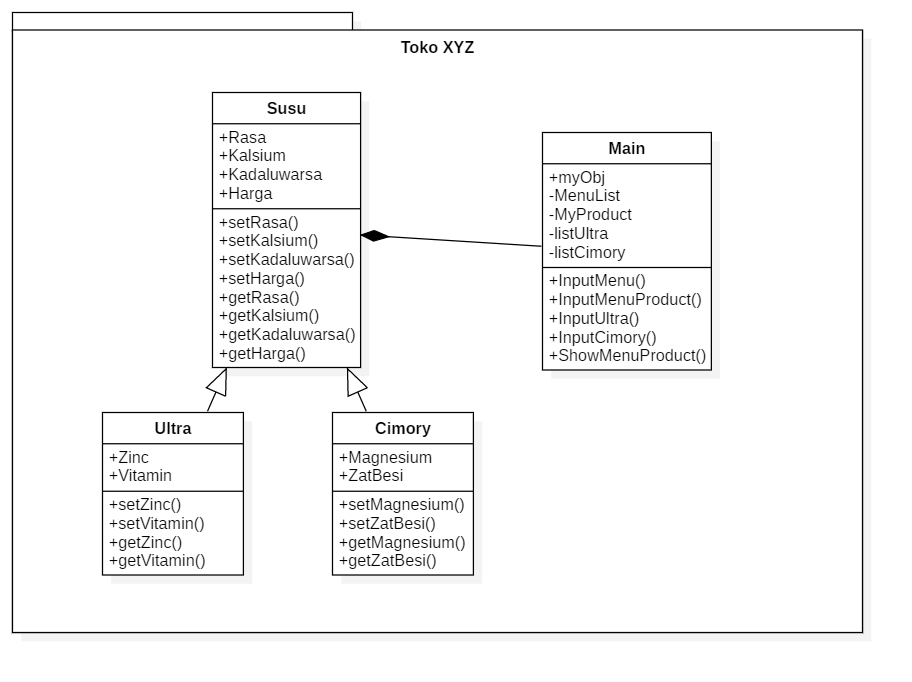 Toko XYZ
Susu
+Rasa
+Kalsium
+Kadaluwarsa
+Harga
+setRasa()
+setKalsium()
+setKadaluwarsa()
+setHarga()
+getRasa()
+getKalsium()
+getKadaluwarsa()
+getHarga()
Main
+myObj
-MenuList
-MyProduct
-listUltra
-listCimory
+InputMenu()
+InputMenuProduct()
+InputUltra()
+InputCimory()
+ShowMenuProduct()
Ultra
+Zinc
+Vitamin
+setZinc()
+setVitamin()
+getZinc()
+getVitamin()
Cimory
+Magnesium
+ZatBesi
+setMagnesium()
+setZatBesi()
+getMagnesium()
+getZatBesi()